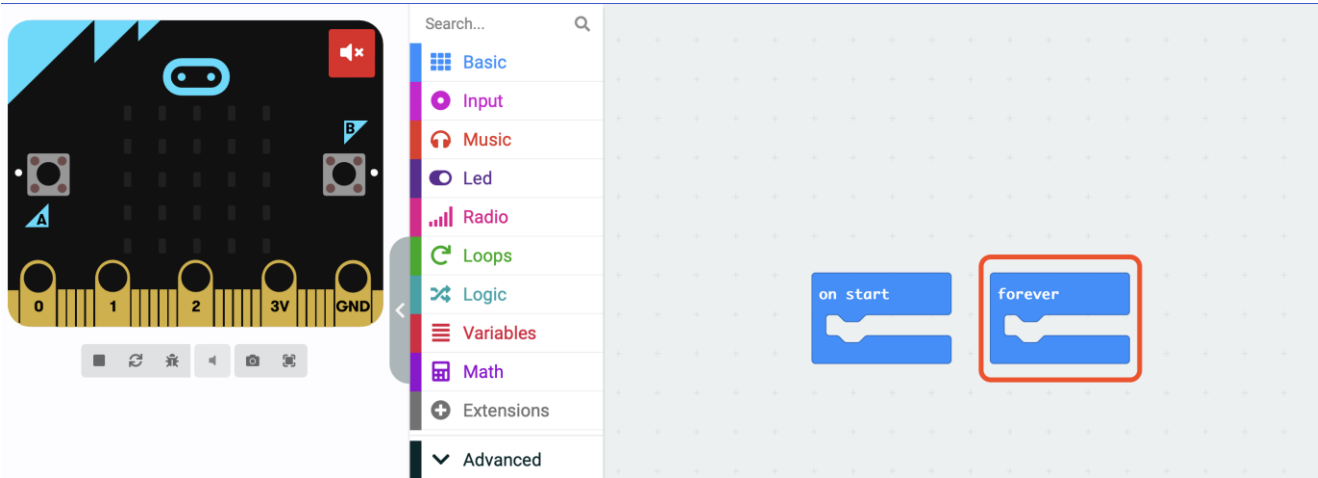 B
A
0
1
2
3V
GND
Search...
Basic
Input
Music
Led
Radio
Loops
Logic
Variables
Math
Extensions
Advanced
on start
forever